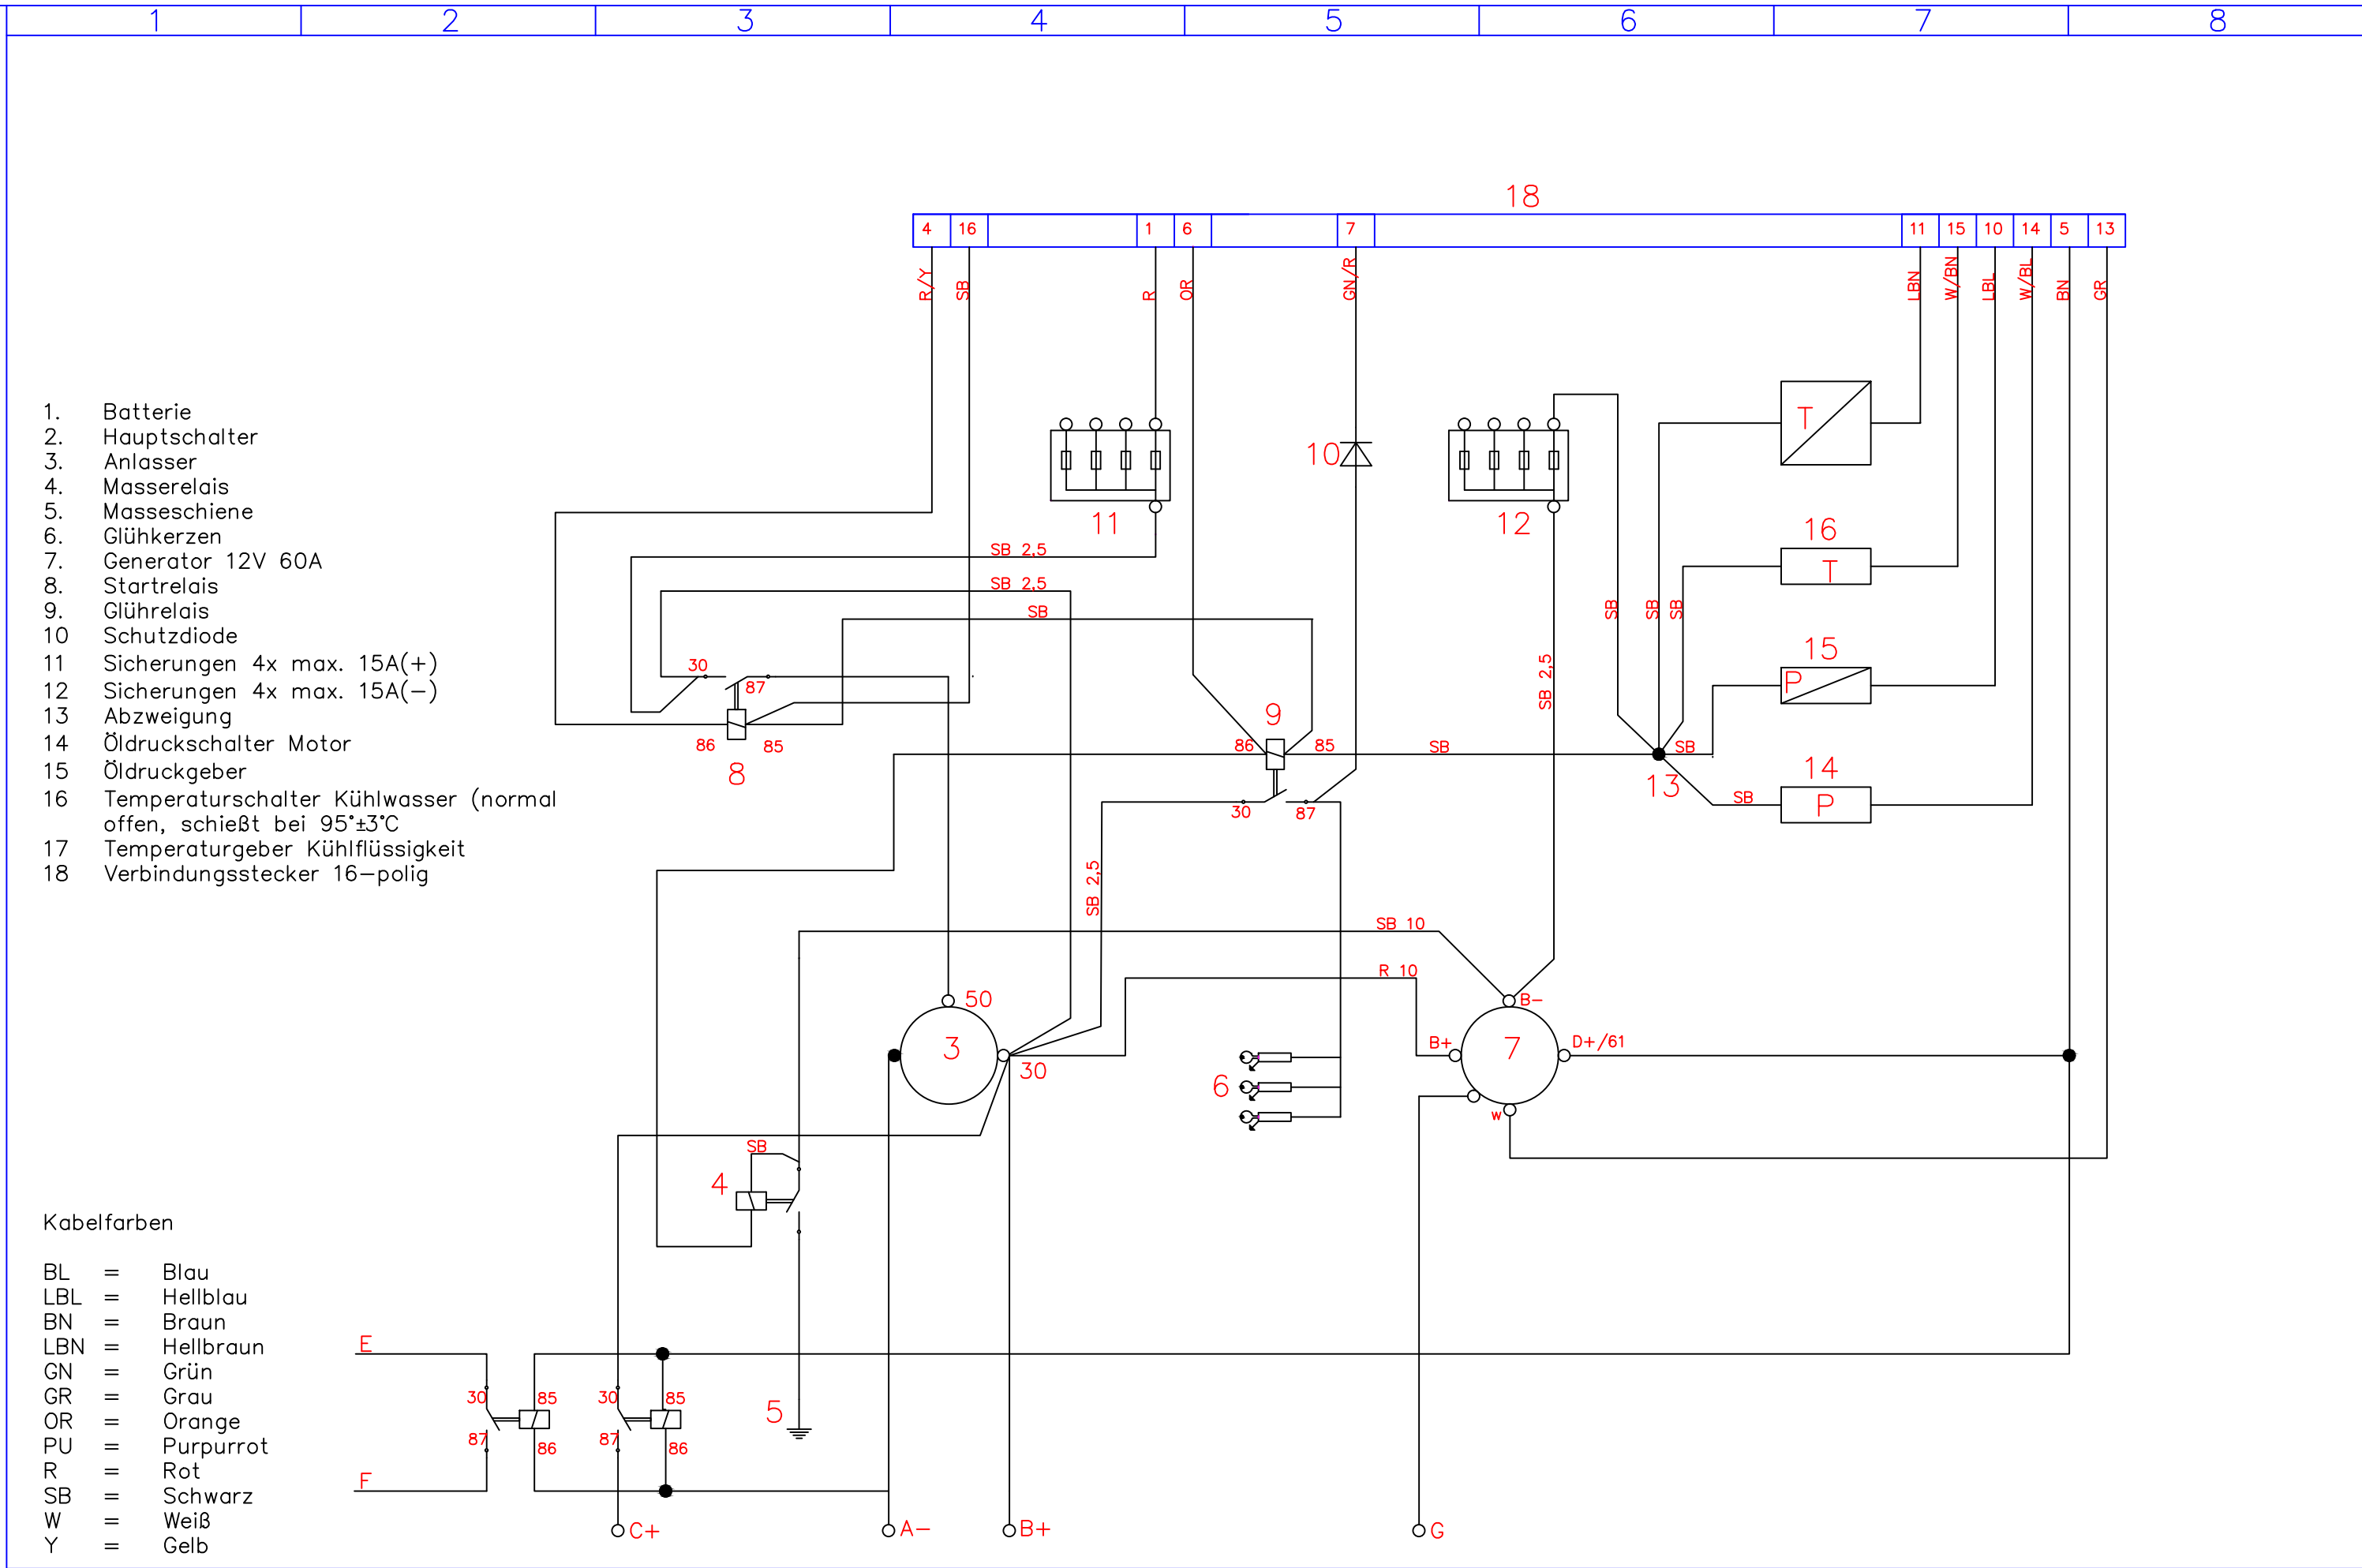 1 2 3 4 5 6 7 8
18
4 16 1 6 7 11 15 10 14 5 13
R/Y SB R OR GN/R LBN W/BN LBL W/BL BN GR
1. Batterie
2. Hauptschalter
3. Anlasser
4. Masserelais
5. Masseschiene
6. Glühkerzen
7. Generator 12V 60A
8. Startrelais
9. Glührelais
10 Schutzdiode
11 Sicherungen 4x max. 15A(+)
12 Sicherungen 4x max. 15A(-)
13 Abzweigung
14 Öldruckschalter Motor
15 Öldruckgeber
16 Temperaturschalter Kühlwasser (normal
offen, schießt bei 95°±3°C
17 Temperaturgeber Kühlflüssigkeit
18 Verbindungsstecker 16-polig
T
10
11
12
16
T
SB 2,5
SB 2,5
SB
SB SB SB
15
P
30
87
86
85
8
SB 2,5
9
86
85
SB
SB
13
14
P
SB
30
87
SB 2,5
SB 10
R 10
50
3
30
B-
B+
7
D+/61
W
6
SB
4
5
Kabelfarben
BL = Blau
LBL = Hellblau
BN = Braun
LBN = Hellbraun
GN = Grün
GR = Grau
OR = Orange
PU = Purpurrot
R = Rot
SB = Schwarz
W = Weiß
Y = Gelb
E
30 85 30 85
87 86 87 86
F
C+ A- B+ G